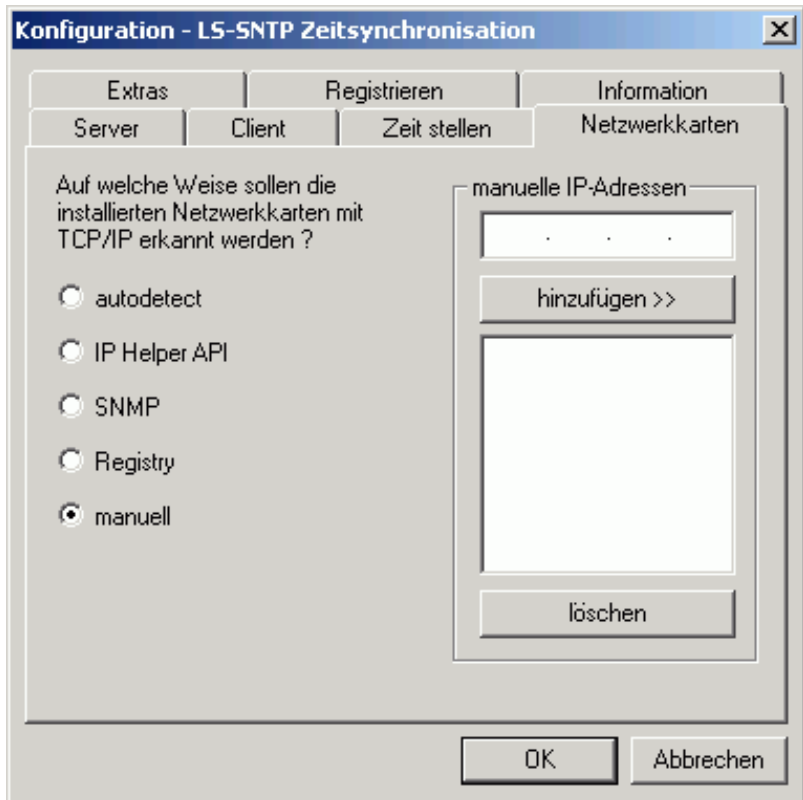 Konfiguration - LS-SNTP Zeitsynchronisation
Extras Registrieren Information
Server Client Zeit stellen Netzwerkkarten
Auf welche Weise sollen die
installierten Netzwerkkarten mit
TCP/IP erkannt werden ?
autodetect
IP Helper API
SNMP
Registry
manuell
manuelle IP-Adressen
. . .
hinzufügen >>
löschen
OK Abbrechen